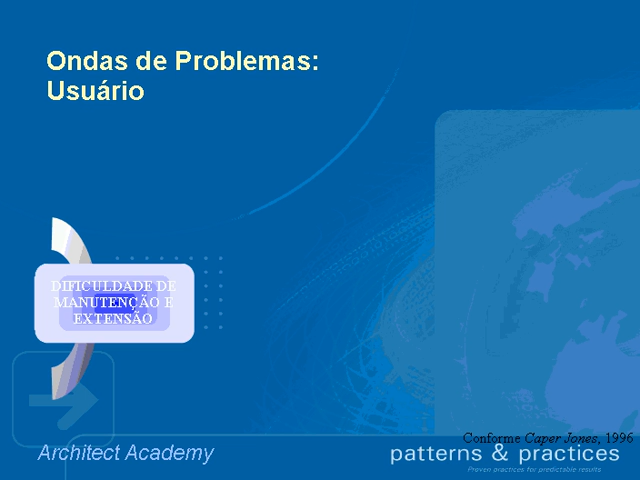 Ondas de Problemas:
Usuário
DIFICULDADE DE
MANUTENÇÃO E
EXTENSÃO
Conforme Caper Jones, 1996
Architect Academy
patterns & practices
Proven practices for predictable results